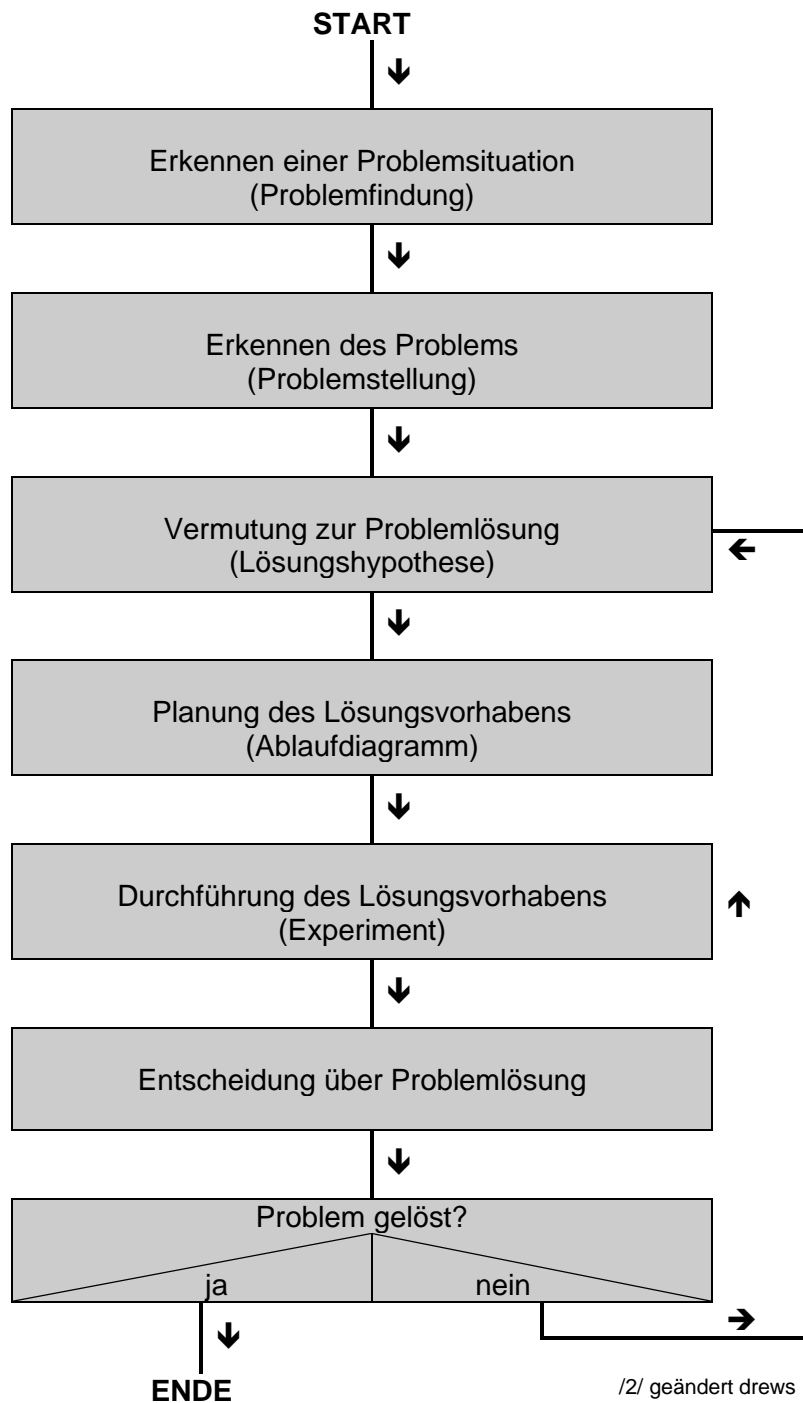 START
Erkennen einer Problemsituation
(Problemfindung)
Erkennen des Problems
(Problemstellung)
Vermutung zur Problemlösung
(Lösungshypothese)
Planung des Lösungsvorhabens
(Ablaufdiagramm)
Durchführung des Lösungsvorhabens
(Experiment)
Entscheidung über Problemlösung
Problem gelöst?
ja
nein
ENDE
/2/ geändert drews